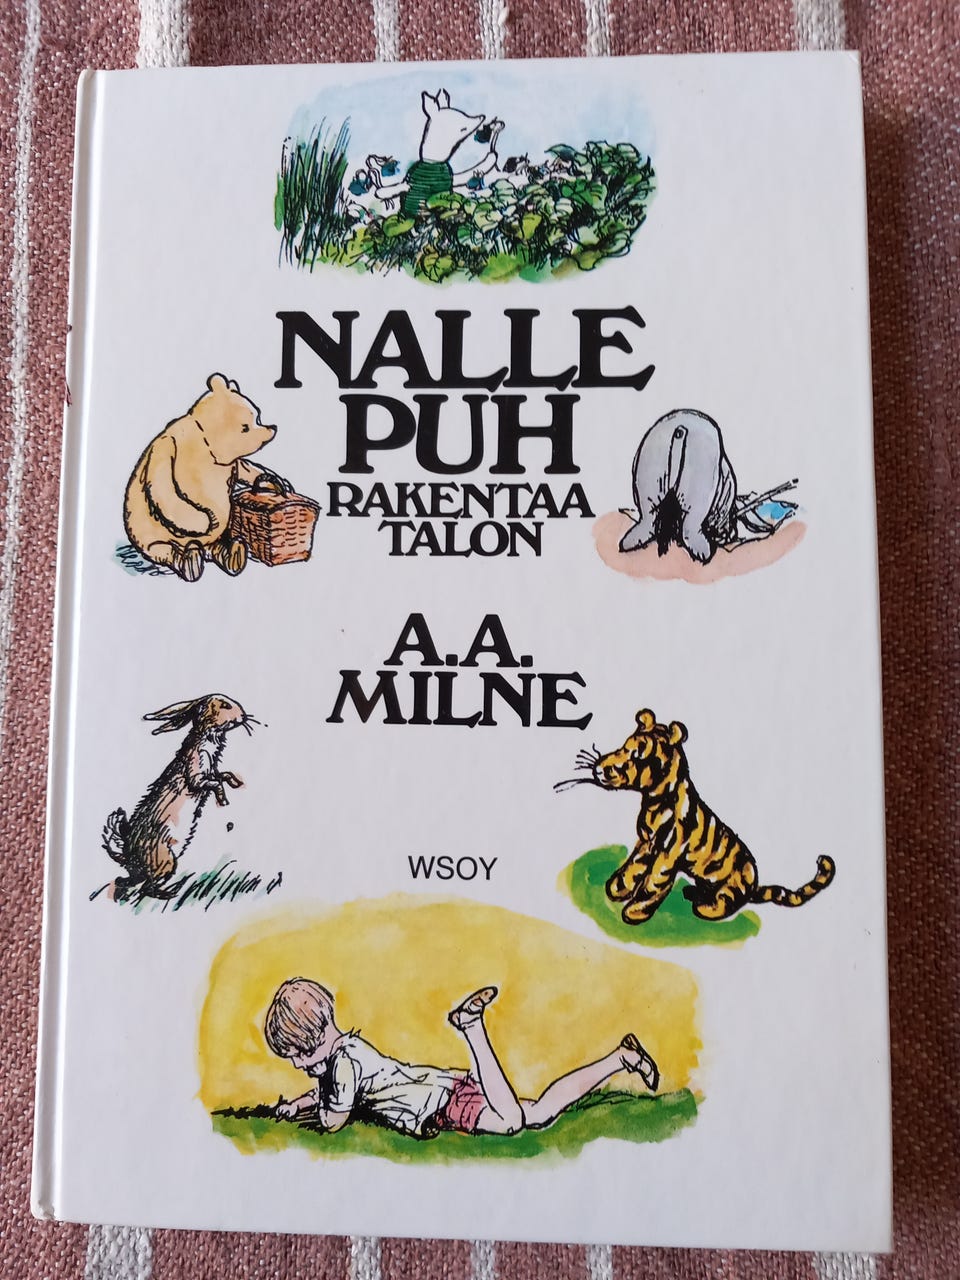 NALLE
PUH
RAKENTAA
TALON
A.A.
MILNE
WSOY